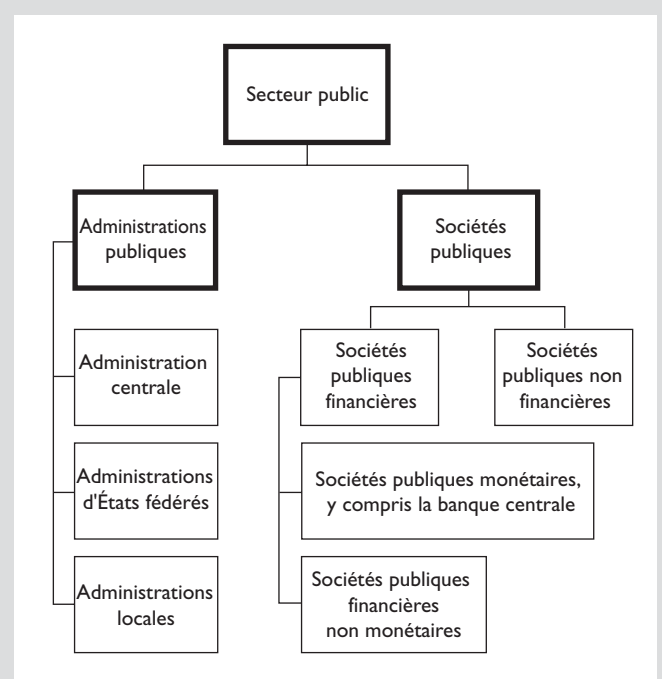 Secteur public
Administrations
publiques
Sociétés
publiques
Administration
centrale
Sociétés
publiques
financières
Sociétés
publiques non
financières
Administrations
d'États fédérés
Sociétés publiques monétaires,
y compris la banque centrale
Administrations
locales
Sociétés publiques
financières
non monétaires